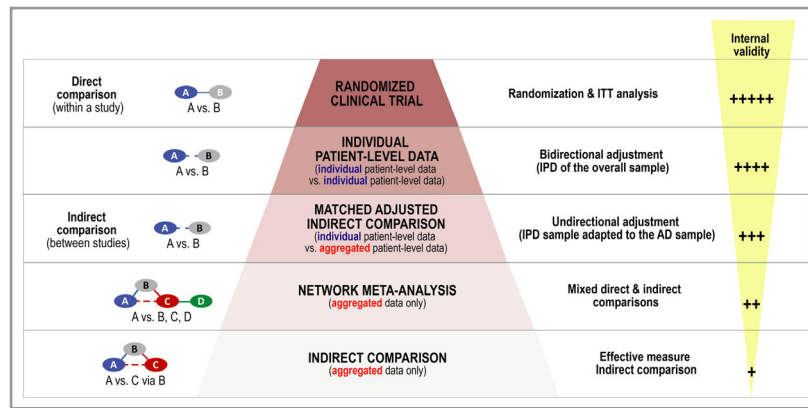 Internal
validity
Direct
comparison
(within a study)
A B
A vs. B
RANDOMIZED
CLINICAL TRIAL
Randomization & ITT analysis
+++++
A B
A vs. B
INDIVIDUAL
PATIENT-LEVEL DATA
(individual patient-level data
vs. individual patient-level data)
Bidirectional adjustment
(IPD of the overall sample)
++++
Indirect
comparison
(between studies)
A B
A vs. B
MATCHED ADJUSTED
INDIRECT COMPARISON
(individual patient-level data
vs. aggregated patient-level data)
Undirectional adjustment
(IPD sample adapted to the AD sample)
+++
B
A C D
A vs. B, C, D
NETWORK META-ANALYSIS
(aggregated data only)
Mixed direct & indirect
comparisons
++
B
A C
A vs. C via B
INDIRECT COMPARISON
(aggregated data only)
Effective measure
Indirect comparison
+